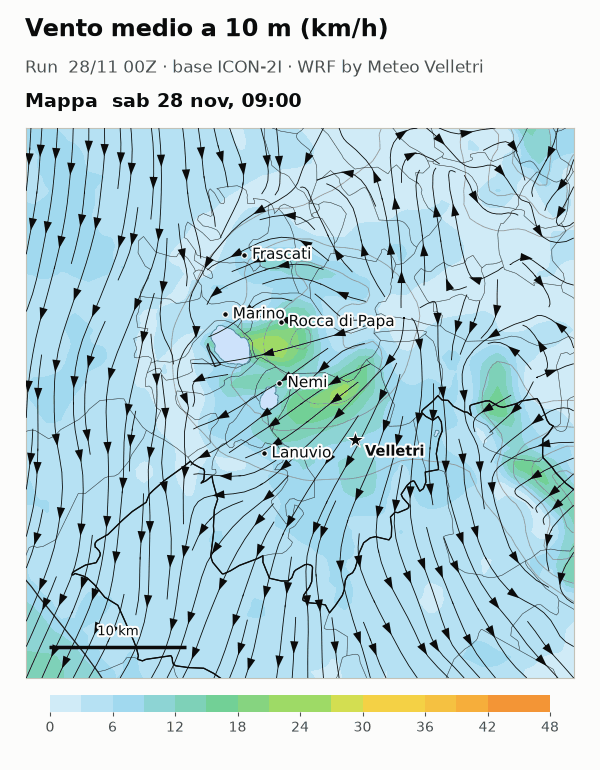 Vento medio a 10 m (km/h)
Run  28/11 00Z · base ICON-2I · WRF by Meteo Velletri
Mappa  sab 28 nov, 09:00
Frascati
Marino
Rocca di Papa
Nemi
Velletri
Lanuvio
10 km
0 6 12 18 24 30 36 42 48